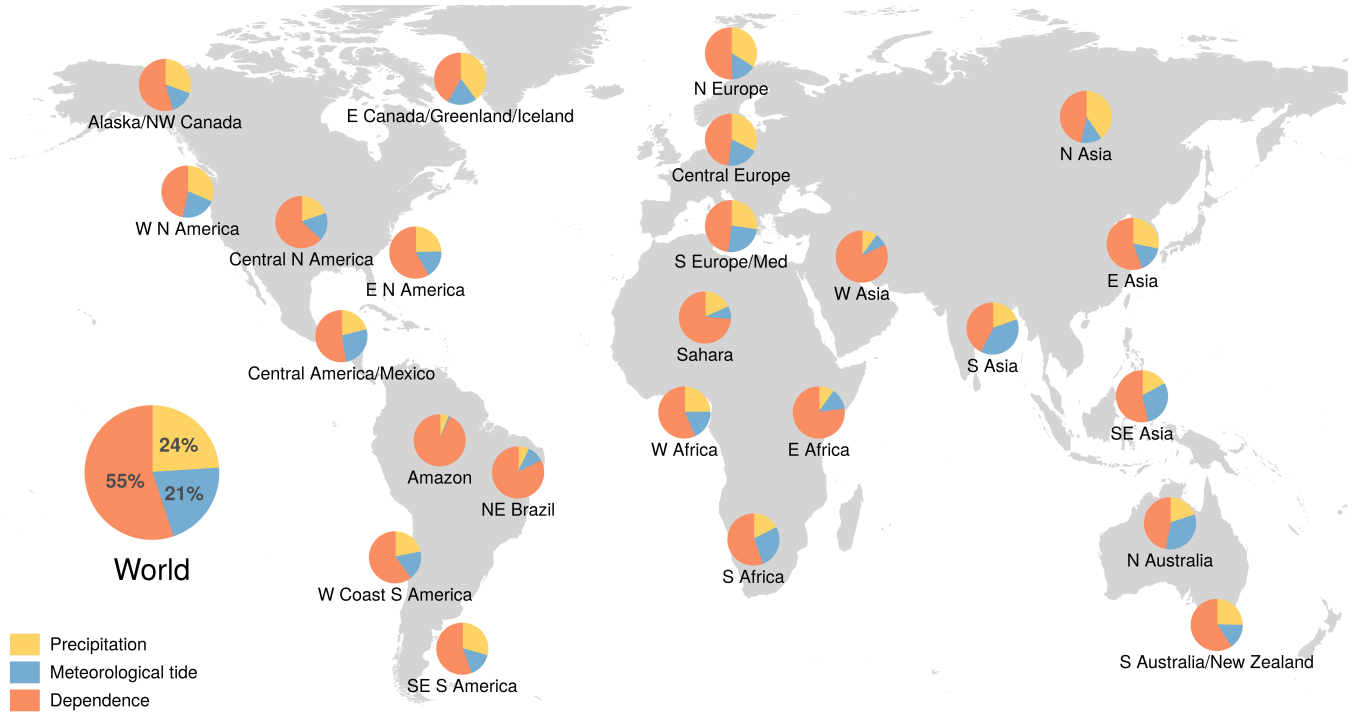 N Europe
Alaska/NW Canada
E Canada/Greenland/Iceland
N Asia
Central Europe
W N America
Central N America
S Europe/Med
E N America
W Asia
E Asia
Sahara
S Asia
Central America/Mexico
W Africa
E Africa
SE Asia
24%
55%
21%
World
Amazon
NE Brazil
N Australia
S Africa
W Coast S America
Precipitation
Meteorological tide
Dependence
SE S America
S Australia/New Zealand